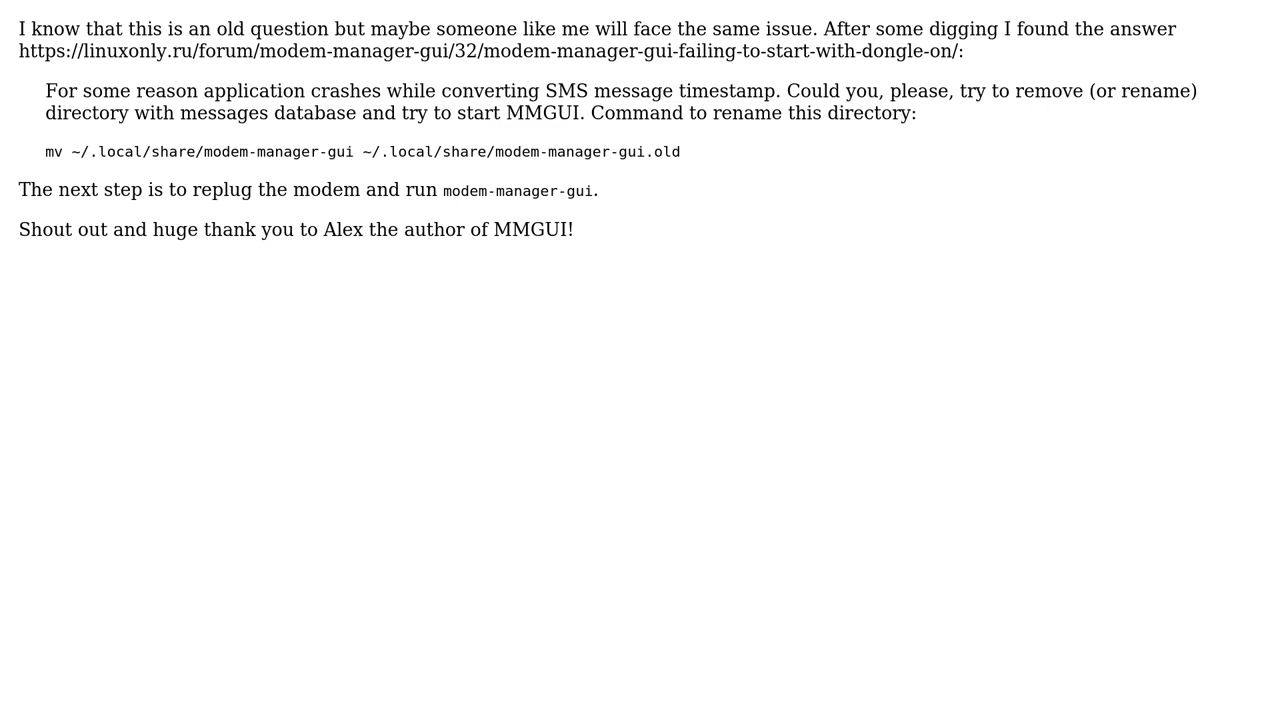 I know that this is an old question but maybe someone like me will face the same issue. After some digging I found the answer
https://linuxonly.ru/forum/modem-manager-gui/32/modem-manager-gui-failing-to-start-with-dongle-on/:
For some reason application crashes while converting SMS message timestamp. Could you, please, try to remove (or rename)
directory with messages database and try to start MMGUI. Command to rename this directory:
mv ~/.local/share/modem-manager-gui ~/.local/share/modem-manager-gui.old
The next step is to replug the modem and run modem-manager-gui.
Shout out and huge thank you to Alex the author of MMGUI!